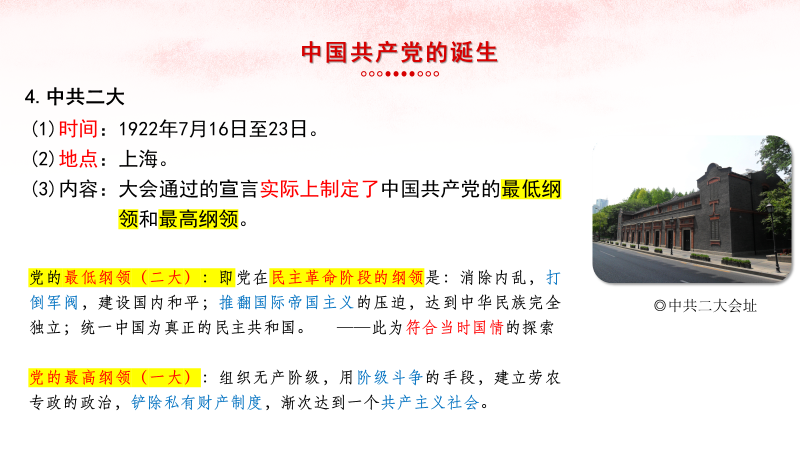 中国共产党的诞生
4.中共二大
(1)时间：1922年7月16日至23日。
(2)地点：上海。
(3)内容：大会通过的宣言实际上制定了中国共产党的最低纲
领和最高纲领。
党的最低纲领（二大）：即党在民主革命阶段的纲领是：消除内乱，打
倒军阀，建设国内和平；推翻国际帝国主义的压迫，达到中华民族完全
独立；统一中国为真正的民主共和国。 ——此为符合当时国情的探索
党的最高纲领（一大）：组织无产阶级，用阶级斗争的手段，建立劳农
专政的政治，铲除私有财产制度，渐次达到一个共产主义社会。
◎中共二大会址